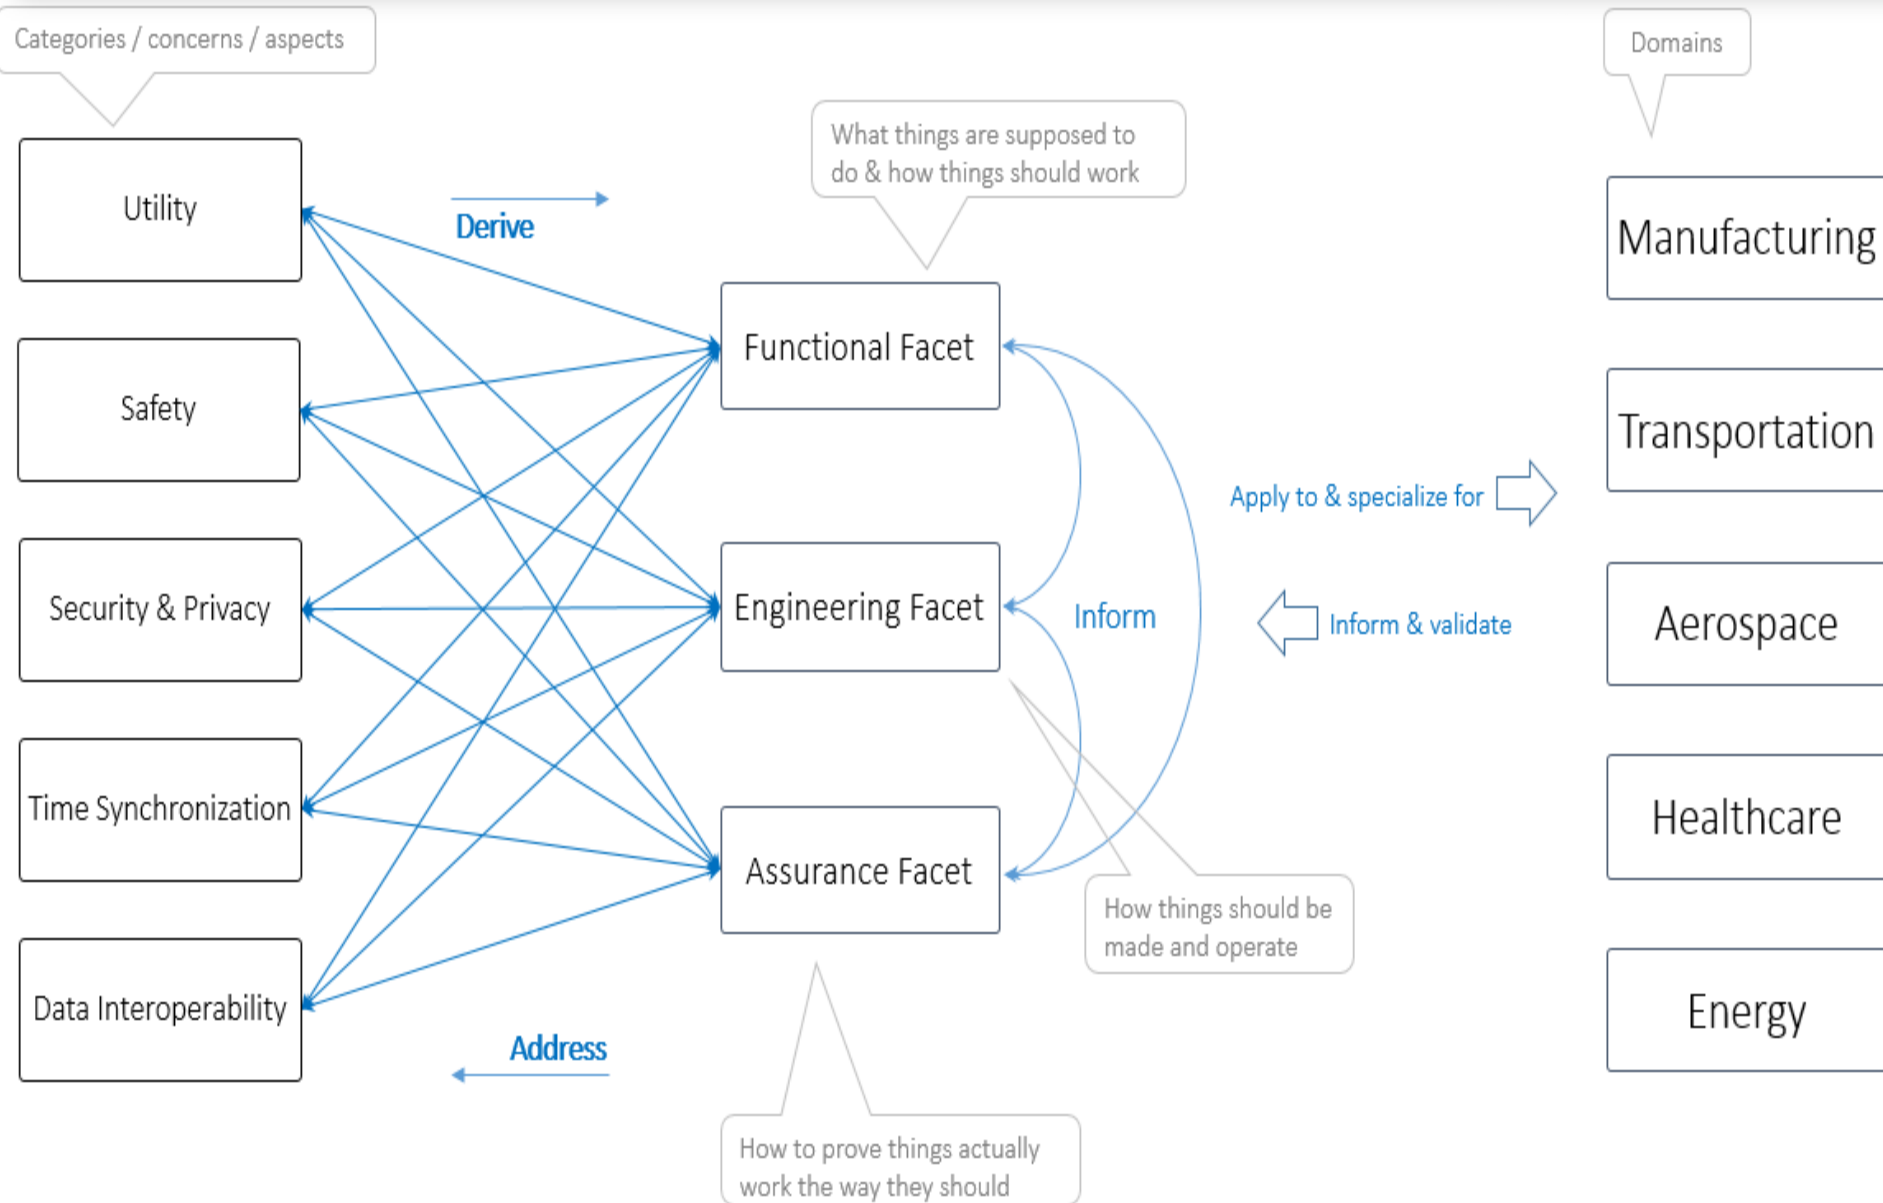 Categories / concerns / aspects
Domains
What things are supposed to
do & how things should work
Utility
Derive
Manufacturing
Functional Facet
Safety
Transportation
Apply to & specialize for
Security & Privacy
Engineering Facet
Inform
Inform & validate
Aerospace
Time Synchronization
Healthcare
Assurance Facet
How things should be
made and operate
Data Interoperability
Energy
Address
How to prove things actually
work the way they should